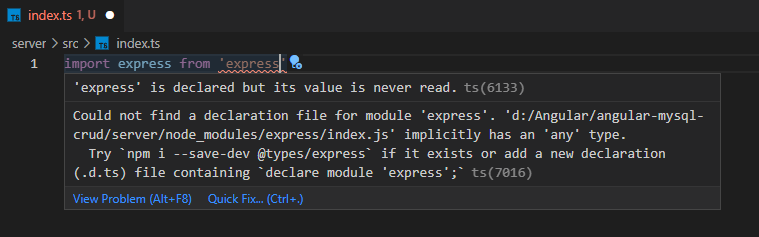 TS index.ts 1, U
server > src > TS index.ts
1 import express from 'express'
'express' is declared but its value is never read. ts(6133)
Could not find a declaration file for module 'express'. 'd:/Angular/angular-mysql-
crud/server/node_modules/express/index.js' implicitly has an 'any' type.
Try `npm i --save-dev @types/express` if it exists or add a new declaration
(.d.ts) file containing `declare module 'express';` ts(7016)
View Problem (Alt+F8) Quick Fix... (Ctrl+.)